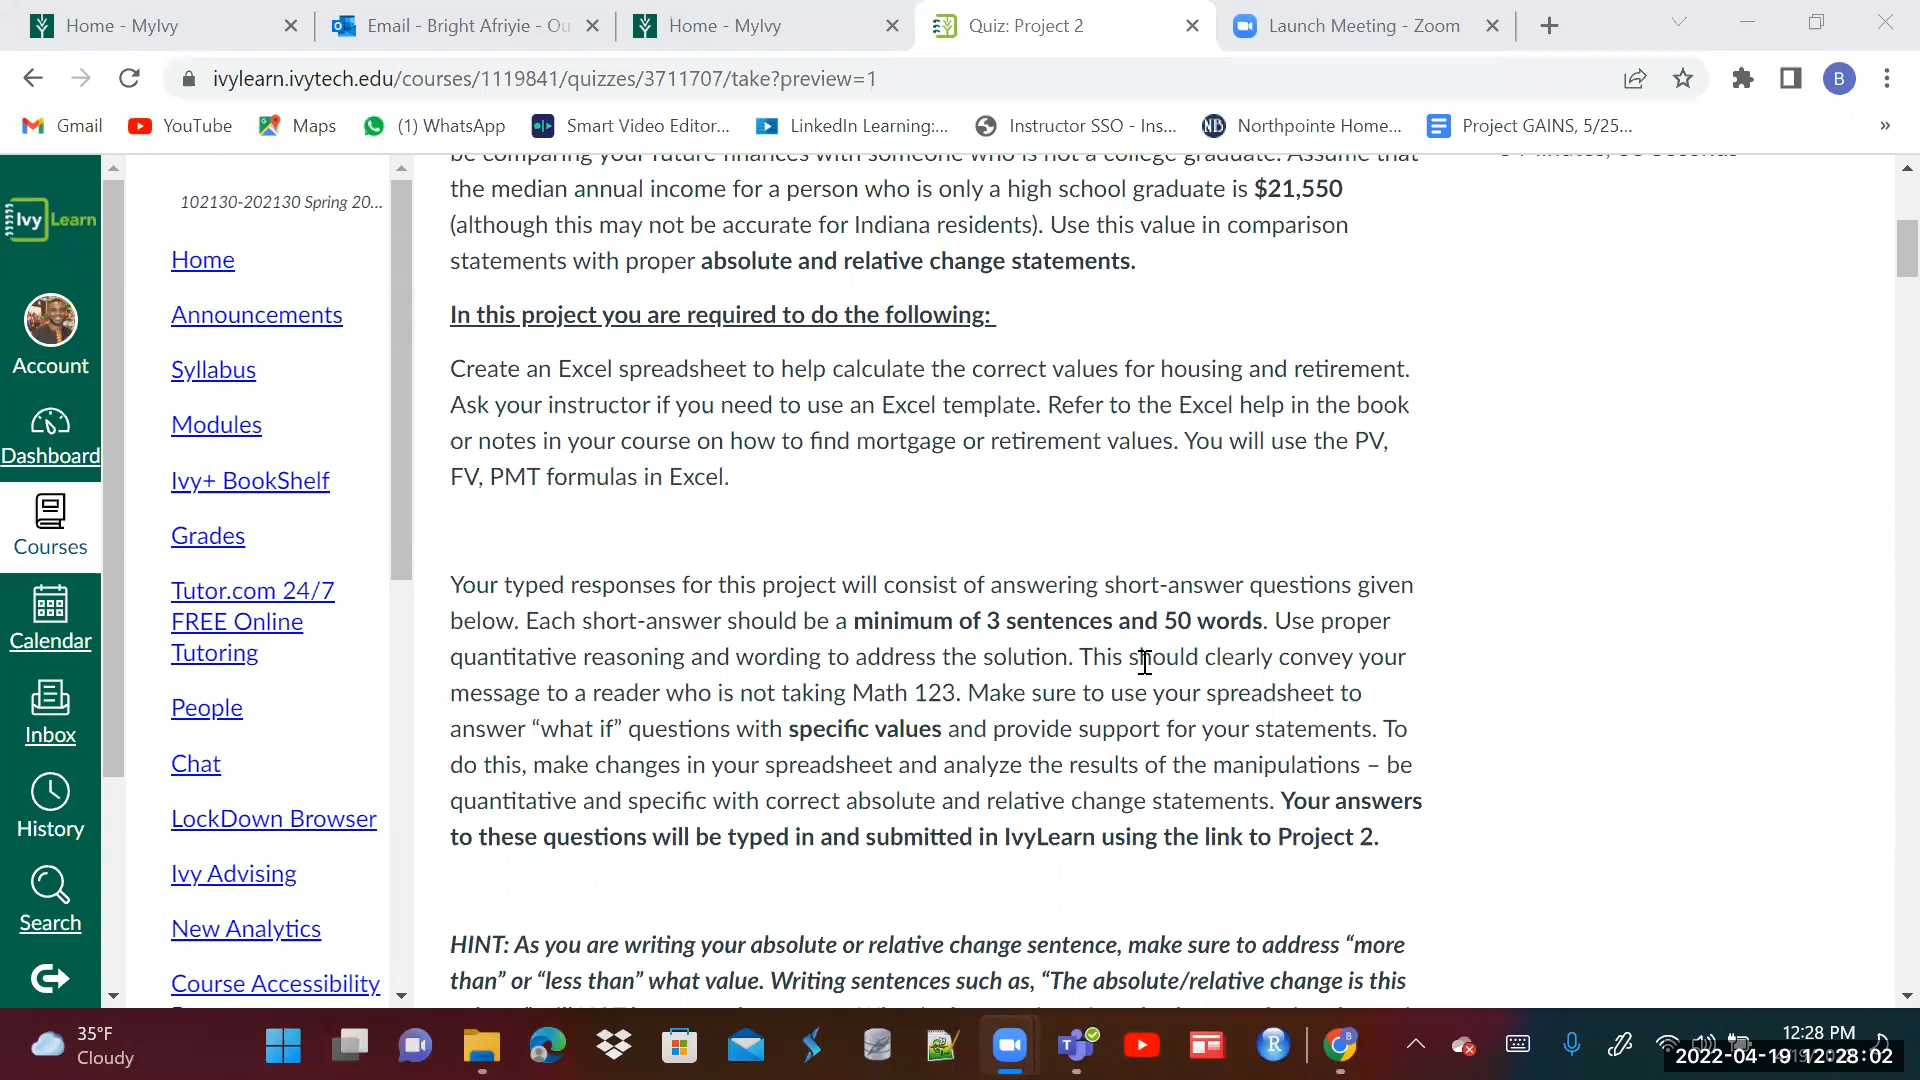 Home - MyIvy
Email - Bright Afriyie - Ou
Home - MyIvy
Quiz: Project 2
Launch Meeting - Zoom
ivylearn.ivytech.edu/courses/1119841/quizzes/3711707/take?preview=1
B
Gmail
YouTube
Maps
(1) WhatsApp
Smart Video Editor...
LinkedIn Learning:...
Instructor SSO - Ins...
Northpointe Home...
Project GAINS, 5/25...
»
Ivy Learn
Account
Dashboard
Courses
Calendar
Inbox
History
Search
102130-202130 Spring 20...
Home
Announcements
Syllabus
Modules
Ivy+ BookShelf
Grades
Tutor.com 24/7
FREE Online
Tutoring
People
Chat
LockDown Browser
Ivy Advising
New Analytics
Course Accessibility
be comparing your future finances with someone who is not a college graduate. Assume that
the median annual income for a person who is only a high school graduate is $21,550
(although this may not be accurate for Indiana residents). Use this value in comparison
statements with proper absolute and relative change statements.
In this project you are required to do the following:
Create an Excel spreadsheet to help calculate the correct values for housing and retirement.
Ask your instructor if you need to use an Excel template. Refer to the Excel help in the book
or notes in your course on how to find mortgage or retirement values. You will use the PV,
FV, PMT formulas in Excel.
Your typed responses for this project will consist of answering short-answer questions given
below. Each short-answer should be a minimum of 3 sentences and 50 words. Use proper
quantitative reasoning and wording to address the solution. This should clearly convey your
message to a reader who is not taking Math 123. Make sure to use your spreadsheet to
answer “what if” questions with specific values and provide support for your statements. To
do this, make changes in your spreadsheet and analyze the results of the manipulations – be
quantitative and specific with correct absolute and relative change statements. Your answers
to these questions will be typed in and submitted in IvyLearn using the link to Project 2.
HINT: As you are writing your absolute or relative change sentence, make sure to address “more
than” or “less than” what value. Writing sentences such as, “The absolute/relative change is this
35°F
Cloudy
12:28 PM
2022-04-19 12:28:02